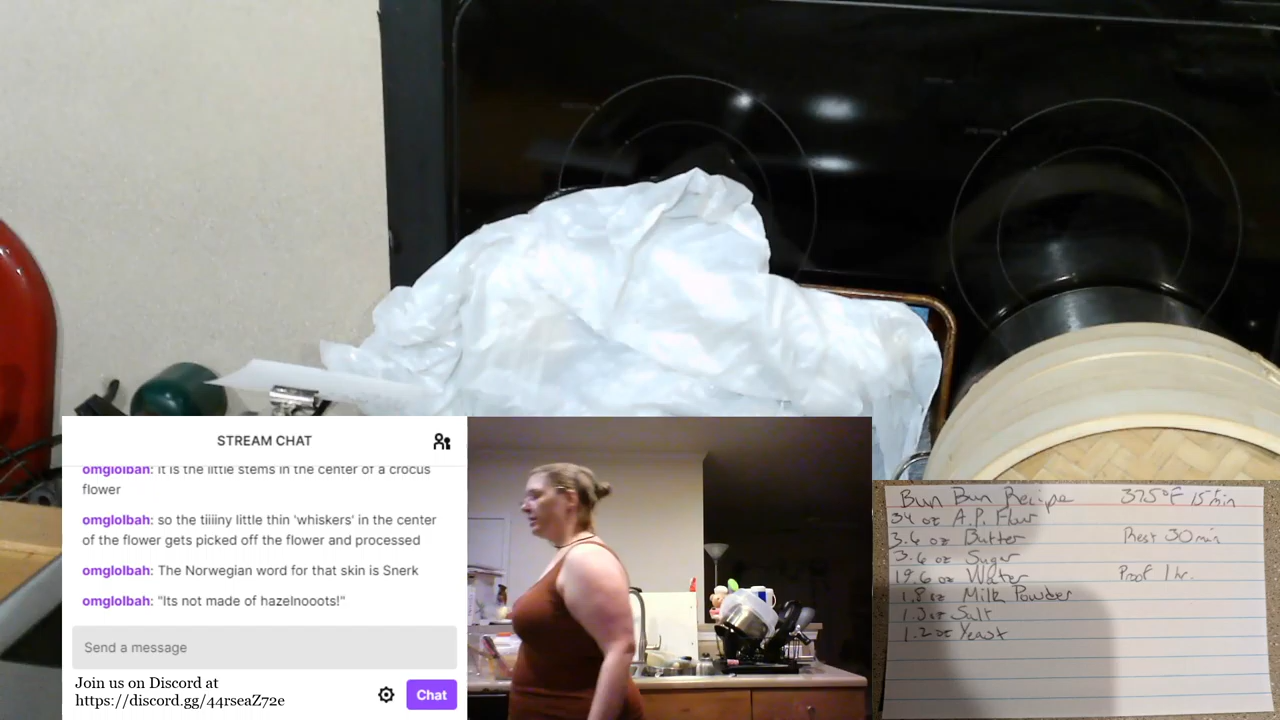 STREAM CHAT
omglolbah: it is the little stems in the center of a crocus
flower
omglolbah: so the tiiiiny little thin 'whiskers' in the center
of the flower gets picked off the flower and processed
omglolbah: The Norwegian word for that skin is Snerk
omglolbah: "Its not made of hazelnooots!"
Send a message
Join us on Discord at
https://discord.gg/44rseaZ72e
Chat
Bun Bun Recipe 375°F 15 min
34 oz A.P. Flour
3.6 oz Butter Rest 30 min
3.6 oz Sugar
19.6 oz Water Proof 1 hr.
1.8 oz Milk Powder
oz Salt
1.2 oz Yeast